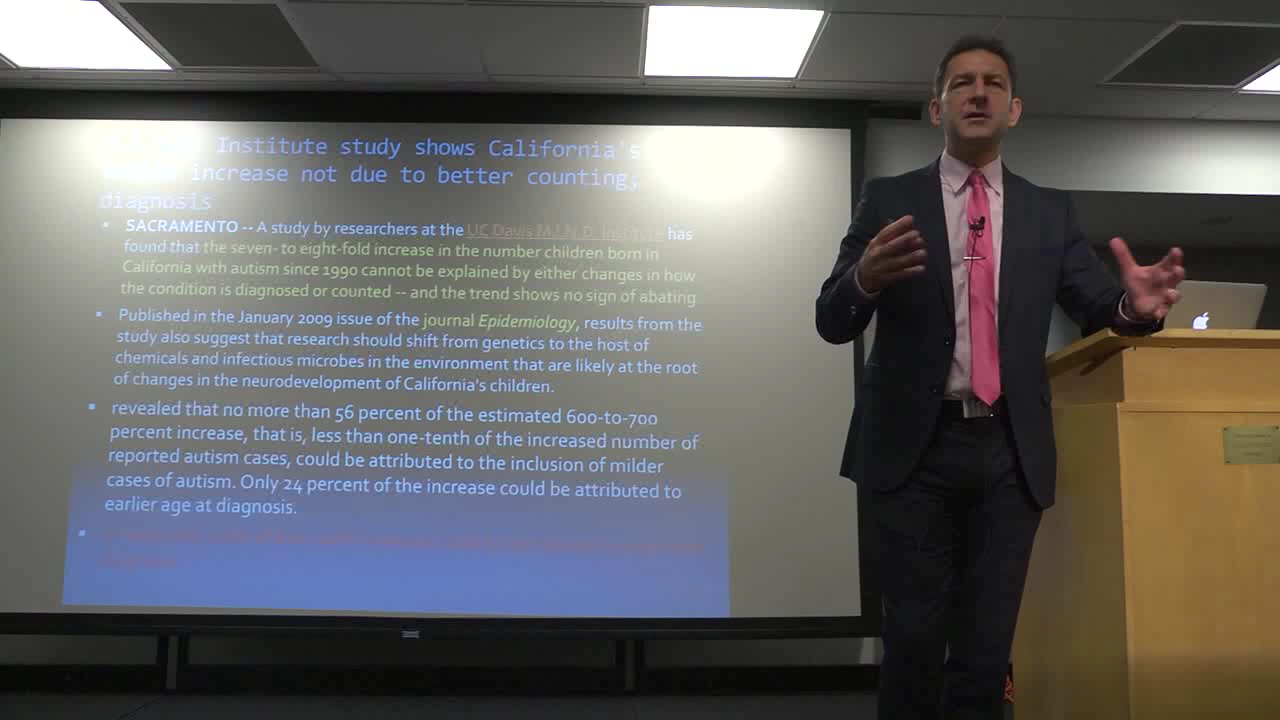 Institute study shows California's
increase not due to better counting,
diagnosis
SACRAMENTO -- A study by researchers at the UC Davis M.I.N.D. Institute has
found that the seven- to eight-fold increase in the number children born in
California with autism since 1990 cannot be explained by either changes in how
the condition is diagnosed or counted -- and the trend shows no sign of abating
Published in the January 2009 issue of the journal Epidemiology, results from the
study also suggest that research should shift from genetics to the host of
chemicals and infectious microbes in the environment that are likely at the root
of changes in the neurodevelopment of California's children.
revealed that no more than 56 percent of the estimated 600-to-700
percent increase, that is, less than one-tenth of the increased number of
reported autism cases, could be attributed to the inclusion of milder
cases of autism. Only 24 percent of the increase could be attributed to
earlier age at diagnosis.